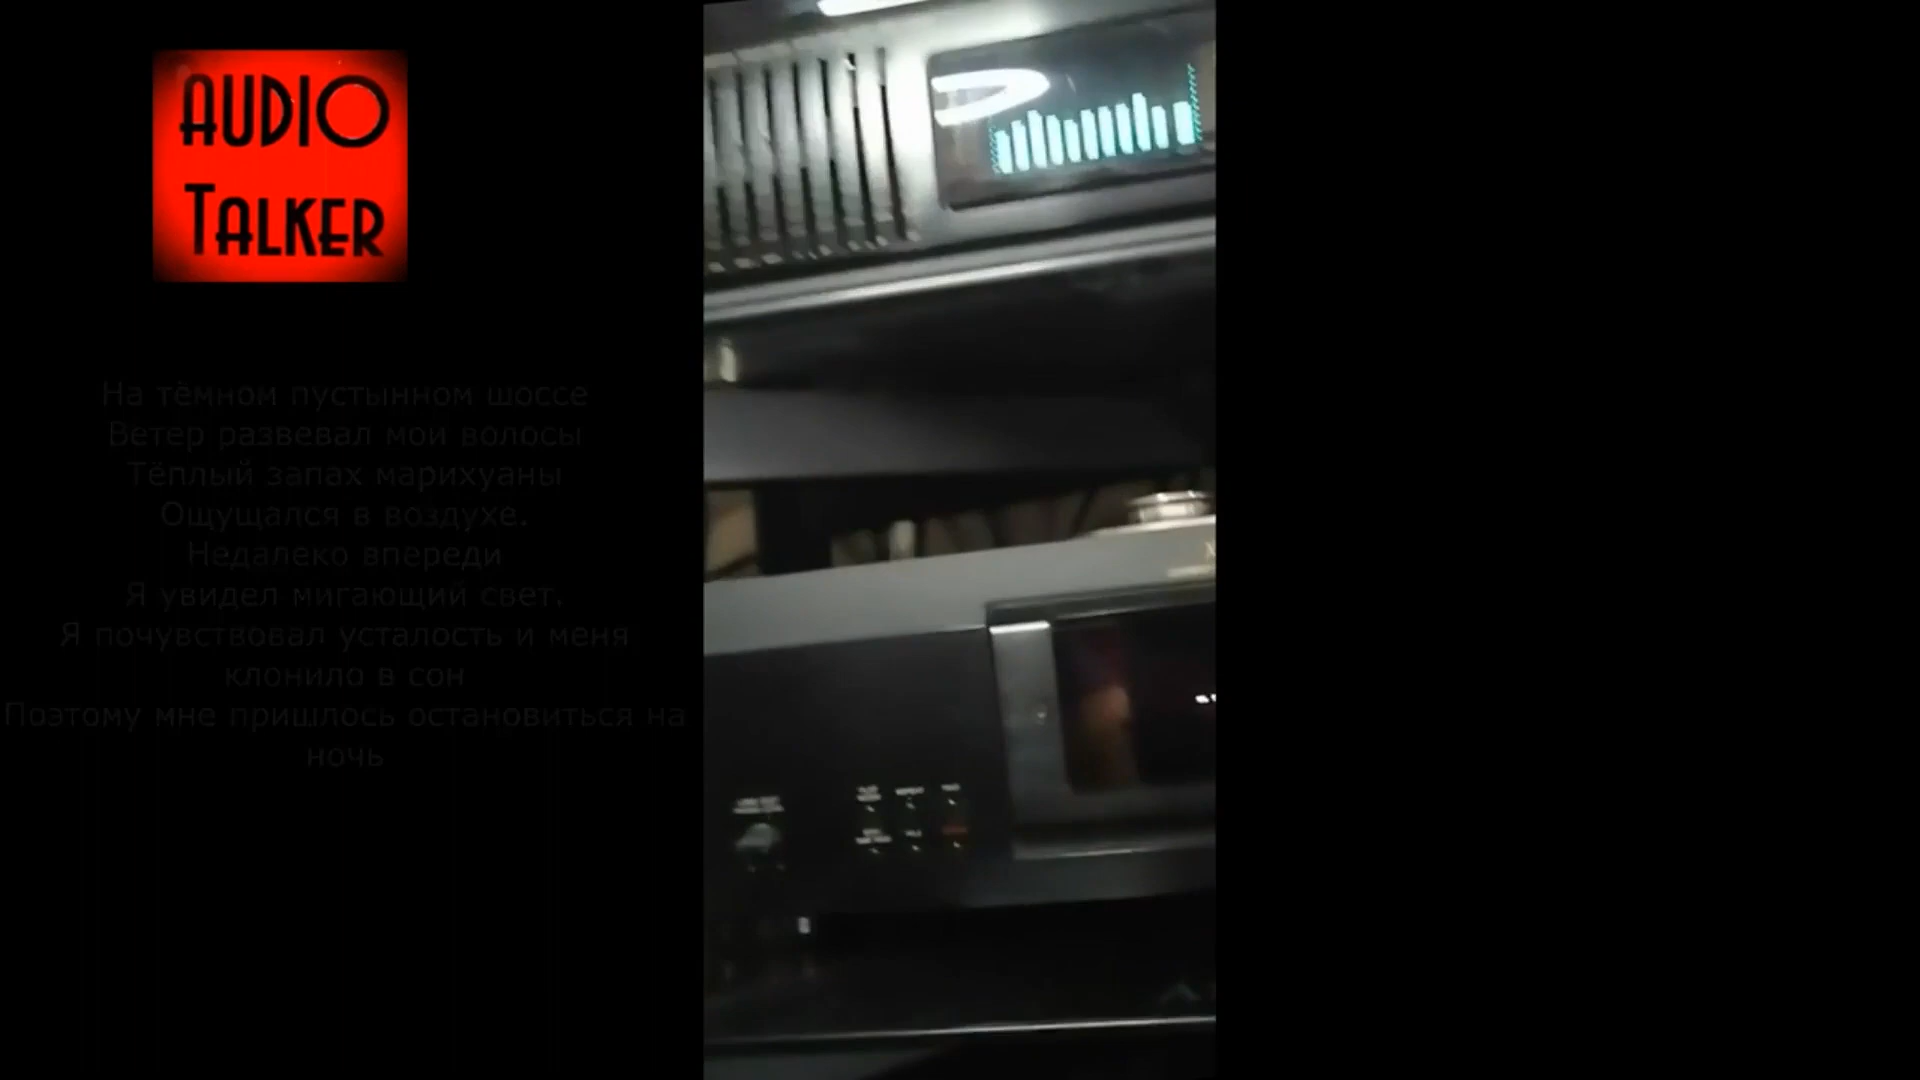 AUDIO
TALKER
На тёмном пустынном шоссе
Ветер развевал мои волосы
Тёплый запах марихуаны
Ощущался в воздухе.
Недалеко впереди
Я увидел мигающий свет.
Я почувствовал усталость и меня
клонило в сон
Поэтому мне пришлось остановиться на
ночь